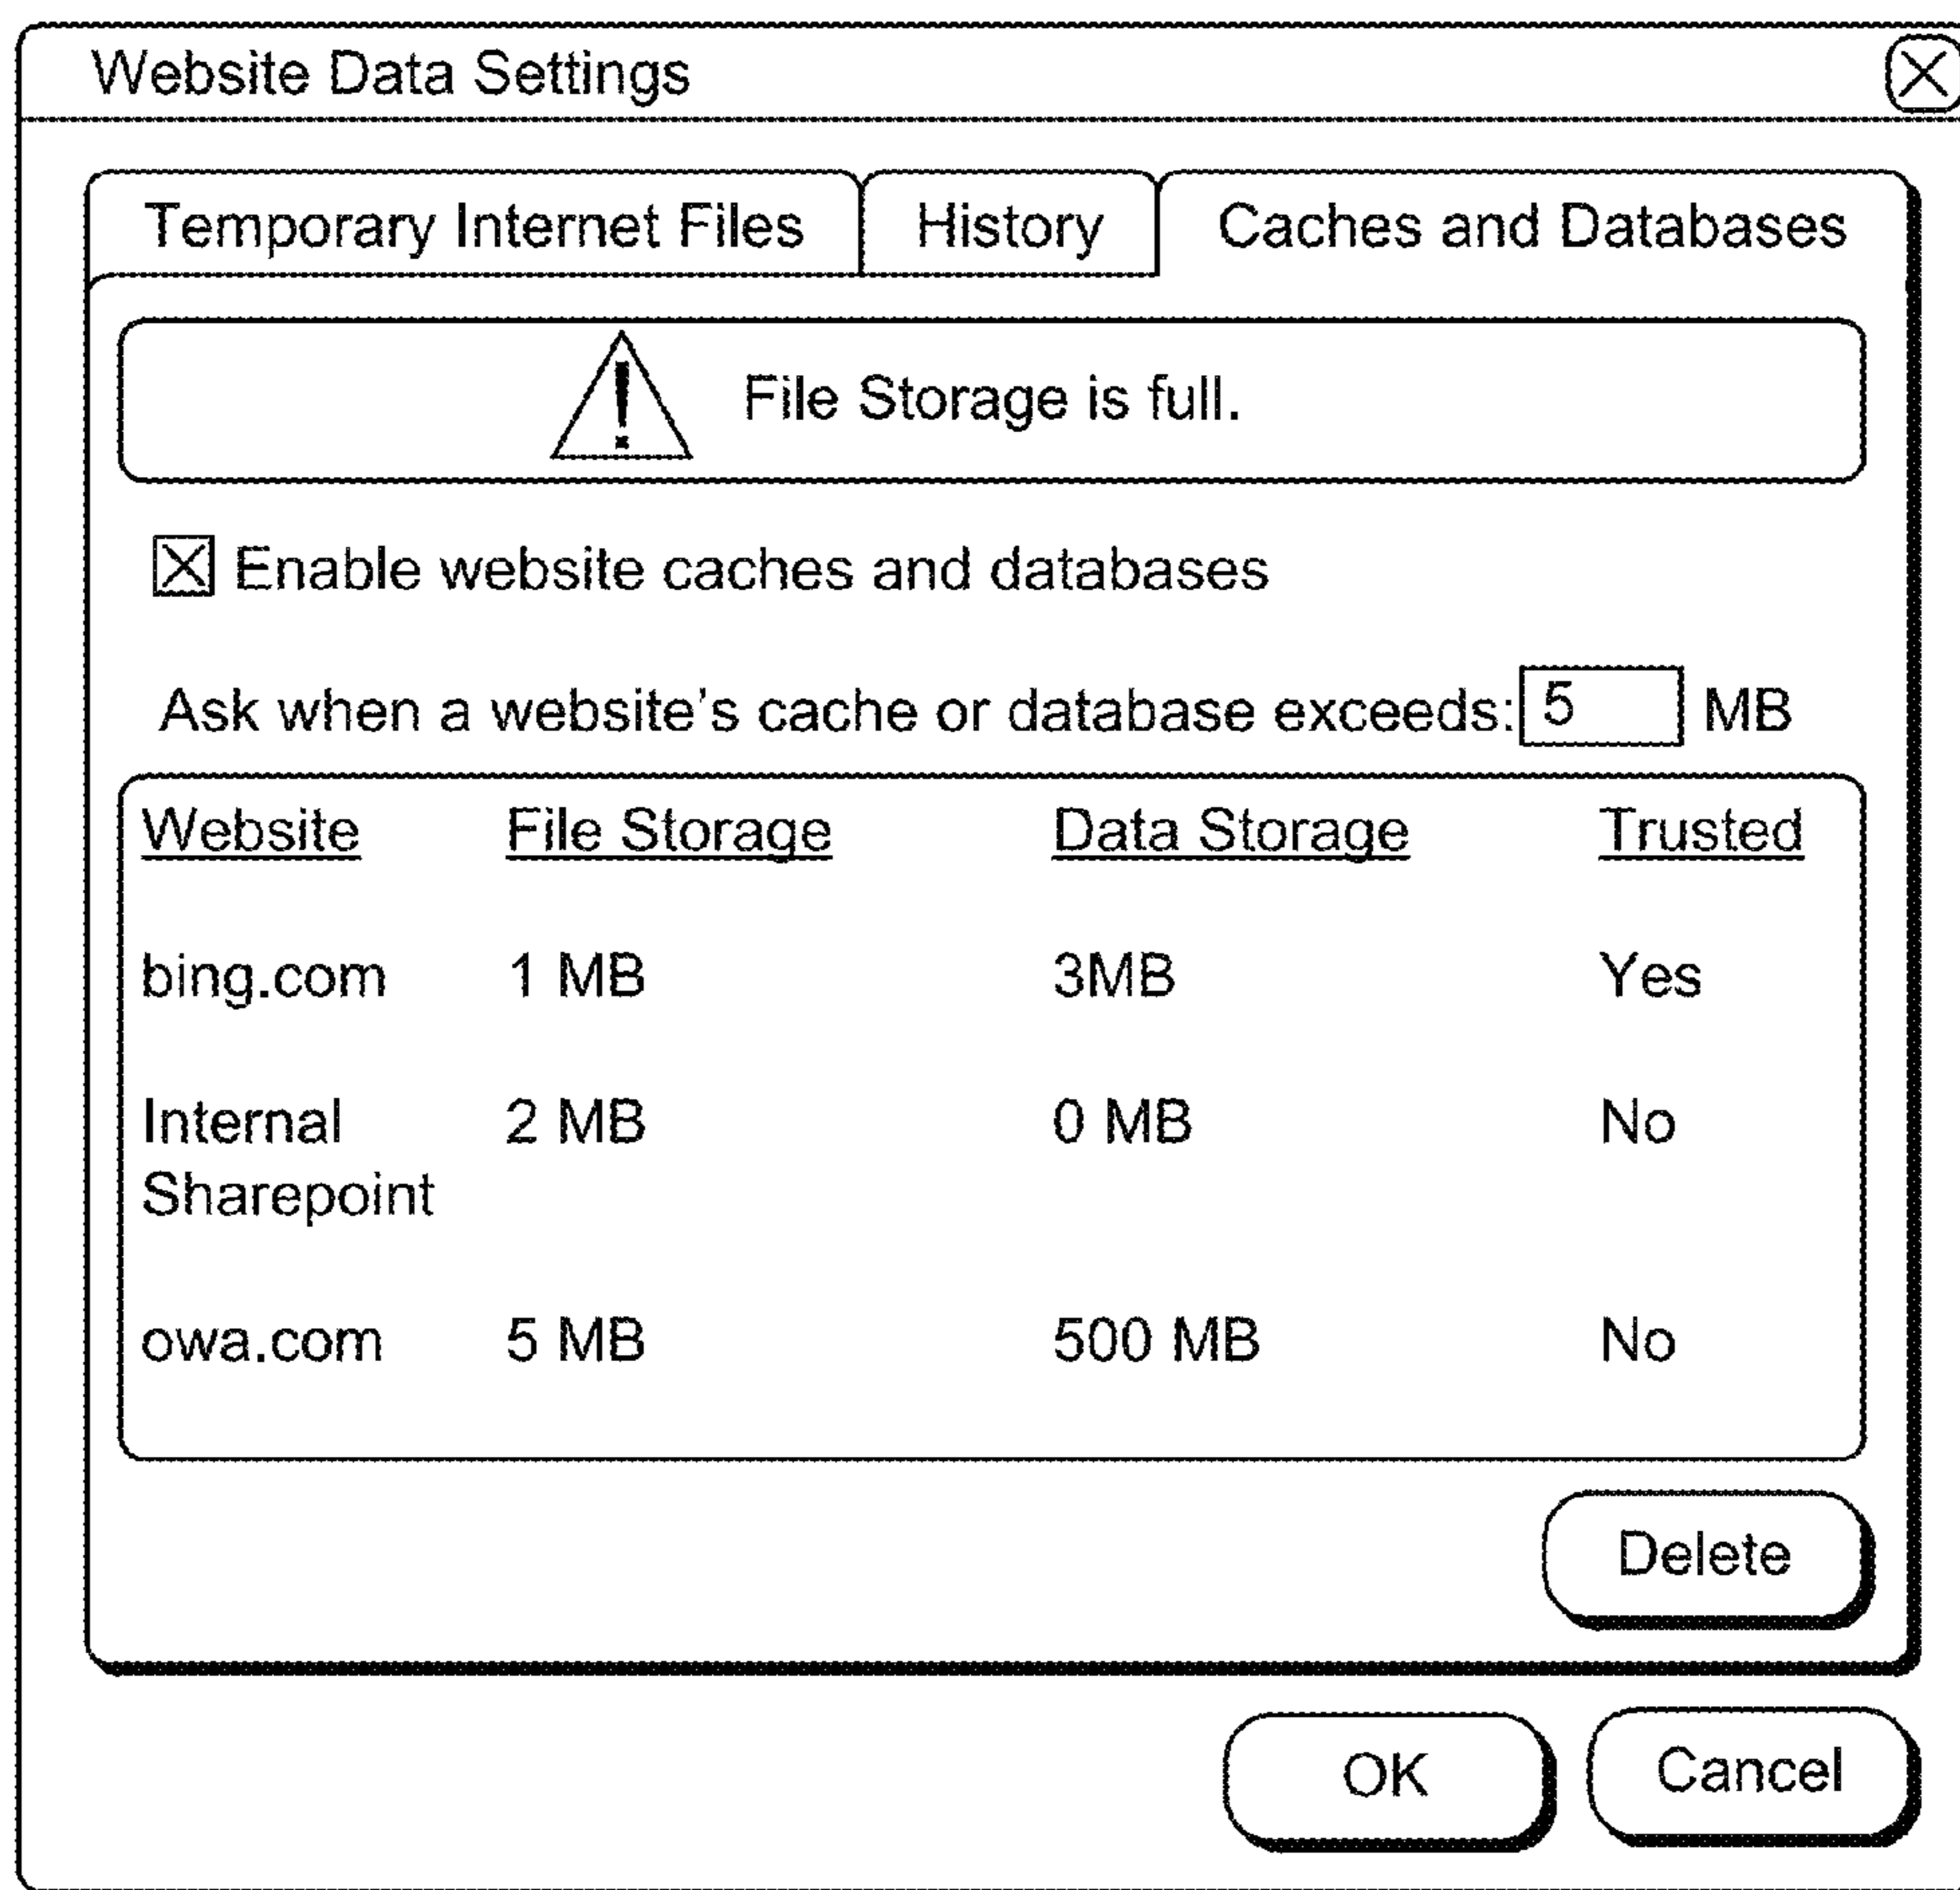 Website Data Settings
Temporary Internet Files History Caches and Databases
! File Storage is full.
Enable website caches and databases
Ask when a website's cache or database exceeds: 5 MB
Website File Storage Data Storage Trusted
bing.com 1 MB 3MB Yes
Internal 2 MB 0 MB No
Sharepoint
owa.com 5 MB 500 MB No
Delete
OK Cancel